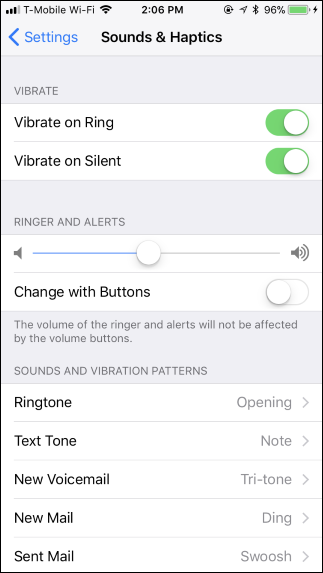 T-Mobile Wi-Fi 2:06 PM 96%
Settings Sounds & Haptics
VIBRATE
Vibrate on Ring
Vibrate on Silent
RINGER AND ALERTS
Change with Buttons
The volume of the ringer and alerts will not be affected
by the volume buttons.
SOUNDS AND VIBRATION PATTERNS
Ringtone Opening
Text Tone Note
New Voicemail Tri-tone
New Mail Ding
Sent Mail Swoosh